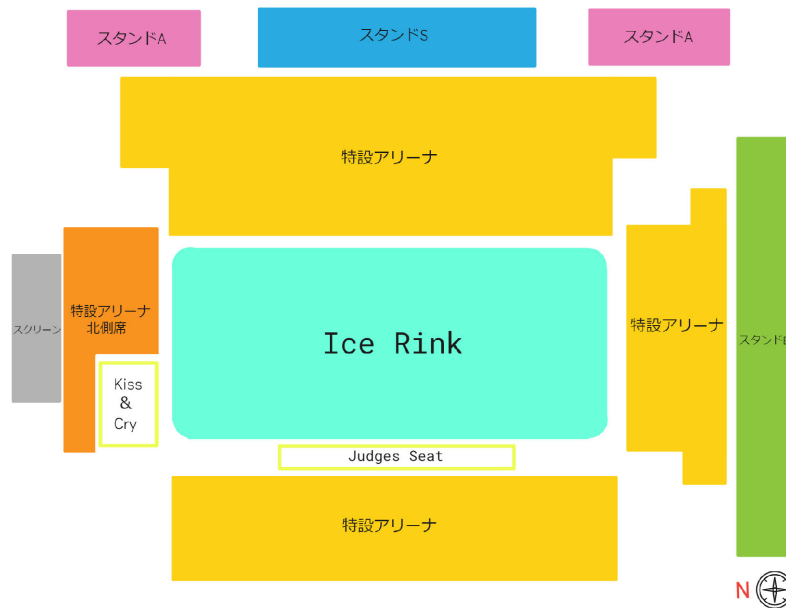 スタンドA
スタンドS
スタンドA
特設アリーナ
スクリーン
特設アリーナ
北側席
Ice Rink
特設アリーナ
Kiss
&
Cry
Judges Seat
特設アリーナ
N